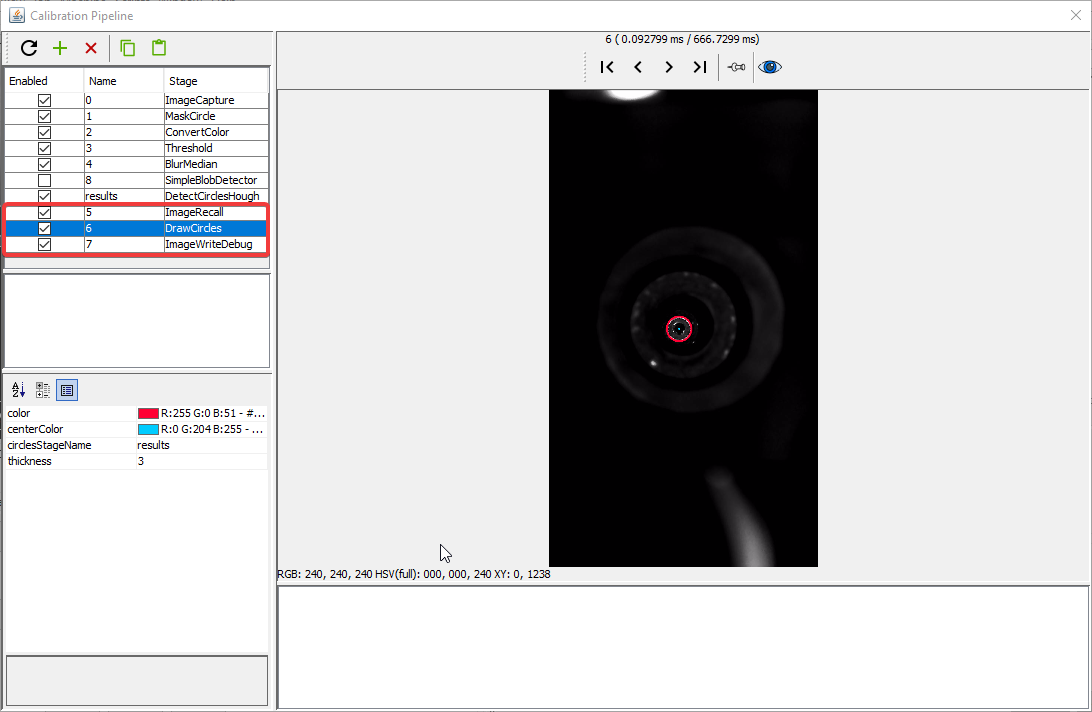 Calibration Pipeline
6 ( 0.092799 ms / 666.7299 ms)
Enabled Name Stage
0 ImageCapture
1 MaskCircle
2 ConvertColor
3 Threshold
4 BlurMedian
8 SimpleBlobDetector
results DetectCirclesHough
5 ImageRecall
6 DrawCircles
7 ImageWriteDebug
color R:255 G:0 B:51 - #...
centerColor R:0 G:204 B:255 - ...
circlesStageName results
thickness 3
RGB: 240, 240, 240 HSV(full): 000, 000, 240 XY: 0, 1238